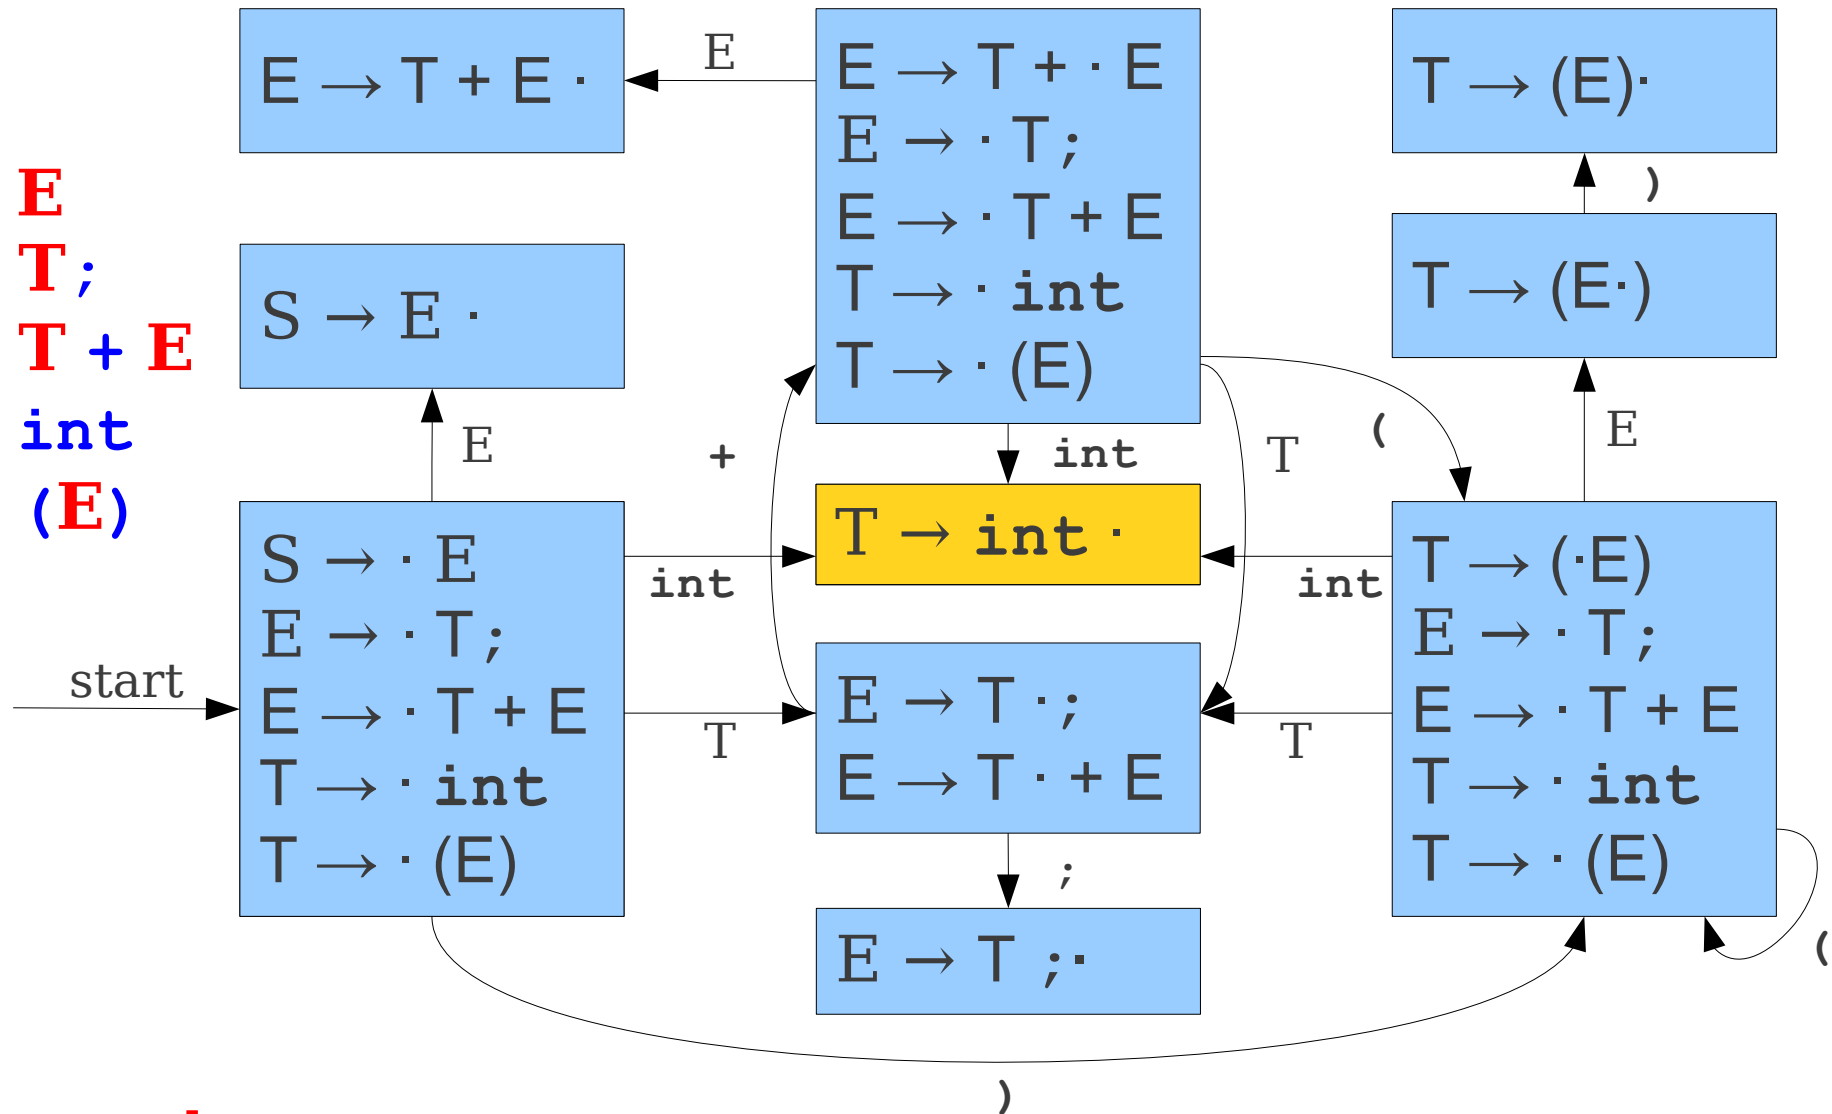 E
T ;
T + E
int
(E)
start
E → T + E ·
E
E → T + · E
E → · T ;
E → · T + E
T → · int
T → · (E)
T → (E)·
)
T → (E·)
S → E ·
E
+
int
T
(
E
S → · E
E → · T ;
E → · T + E
T → · int
T → · (E)
int
T
T → int ·
int
T
E → T · ;
E → T · + E
;
E → T ;·
T → (·E)
E → · T ;
E → · T + E
T → · int
T → · (E)
(
)